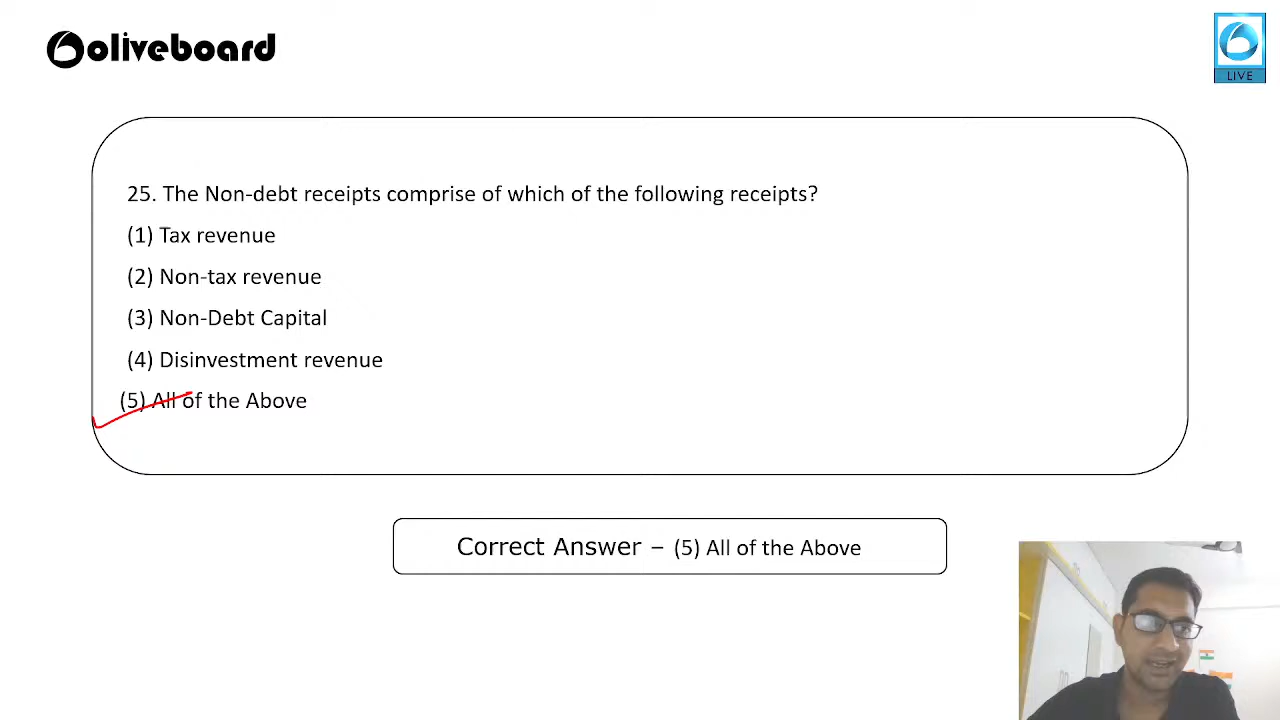 oliveboard
LIVE
25. The Non-debt receipts comprise of which of the following receipts?
(1) Tax revenue
(2) Non-tax revenue
(3) Non-Debt Capital
(4) Disinvestment revenue
(5) All of the Above
Correct Answer – (5) All of the Above